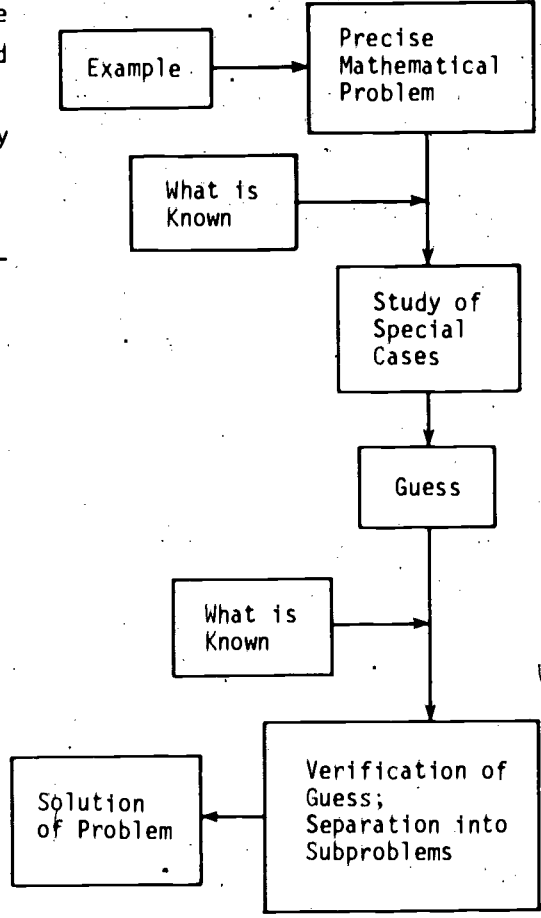 e
d
y
Example
Precise
Mathematical
Problem
What is
Known
Study of
Special
Cases
Guess
What is
Known
Verification of
Guess;
Separation into
Subproblems
Solution
of Problem